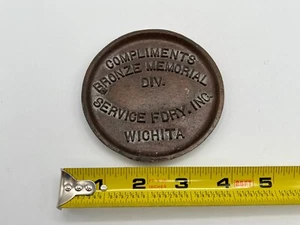 COMPLIMENTS
BRONZE MEMORIAL
DIV.
SERVICE FDRY. INC.
WICHITA
1 2 3 4 5